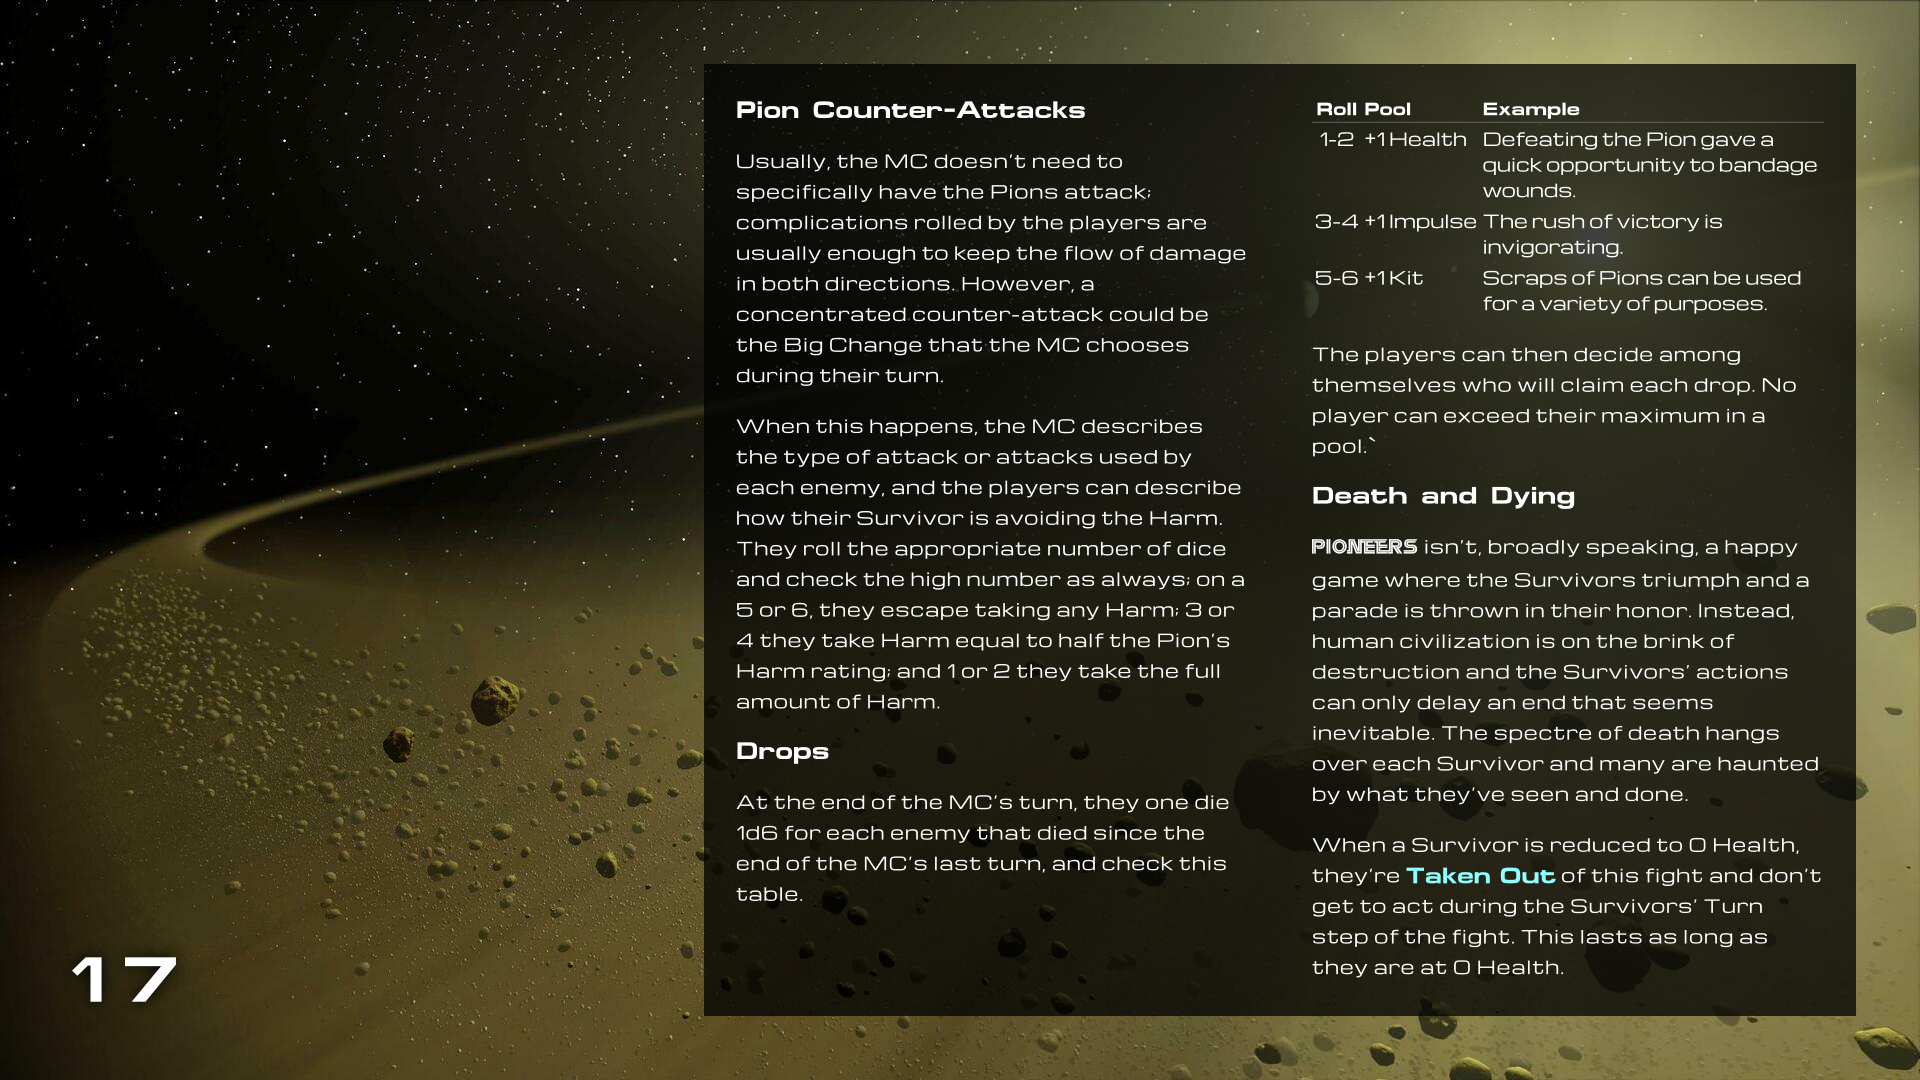 Pion Counter-Attacks
Usually, the MC doesn't need to
specifically have the Pions attack;
complications rolled by the players are
usually enough to keep the flow of damage
in both directions. However, a
concentrated counter-attack could be
the Big Change that the MC chooses
during their turn.
When this happens, the MC describes
the type of attack or attacks used by
each enemy, and the players can describe
how their Survivor is avoiding the Harm.
They roll the appropriate number of dice
and check the high number as always; on a
5 or 6, they escape taking any Harm; 3 or
4 they take Harm equal to half the Pion's
Harm rating; and 1 or 2 they take the full
amount of Harm.
Drops
At the end of the MC's turn, they one die
1d6 for each enemy that died since the
end of the MC's last turn, and check this
table.
Roll Pool Example
1-2 +1 Health Defeating the Pion gave a
quick opportunity to bandage
wounds.
3-4 +1 Impulse The rush of victory is
invigorating.
5-6 +1 Kit Scraps of Pions can be used
for a variety of purposes.
The players can then decide among
themselves who will claim each drop. No
player can exceed their maximum in a
pool.`
Death and Dying
PIONEERS isn't, broadly speaking, a happy
game where the Survivors triumph and a
parade is thrown in their honor. Instead,
human civilization is on the brink of
destruction and the Survivors' actions
can only delay an end that seems
inevitable. The spectre of death hangs
over each Survivor and many are haunted
by what they've seen and done.
When a Survivor is reduced to 0 Health,
they're Taken Out of this fight and don't
get to act during the Survivors' Turn
step of the fight. This lasts as long as
they are at 0 Health.
17